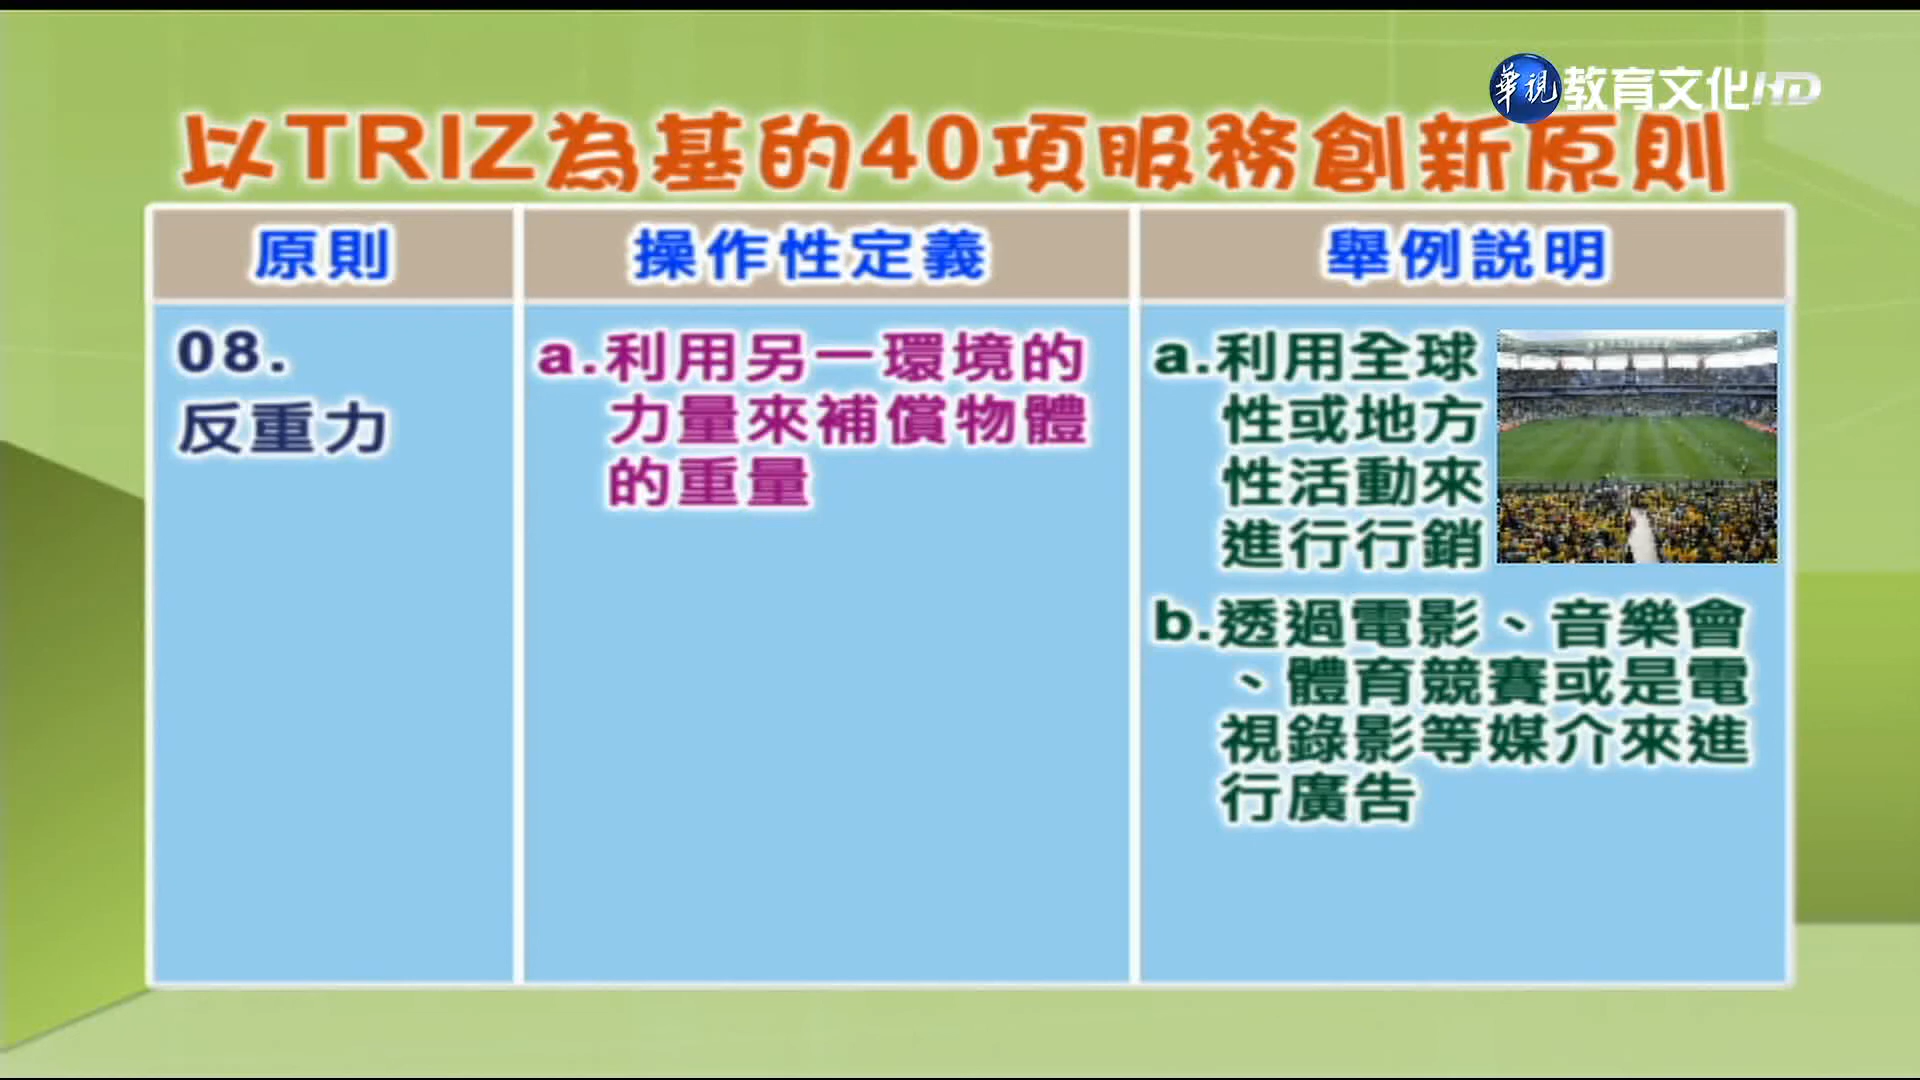 華視 教育文化HD
以TRIZ為基的40項服務創新原則
原則
操作性定義
舉例說明
08.
反重力
a.利用另一環境的
力量來補償物體
的重量
a.利用全球
性或地方
性活動來
進行行銷
b.透過電影、音樂會
、體育競賽或是電
視錄影等媒介來進
行廣告